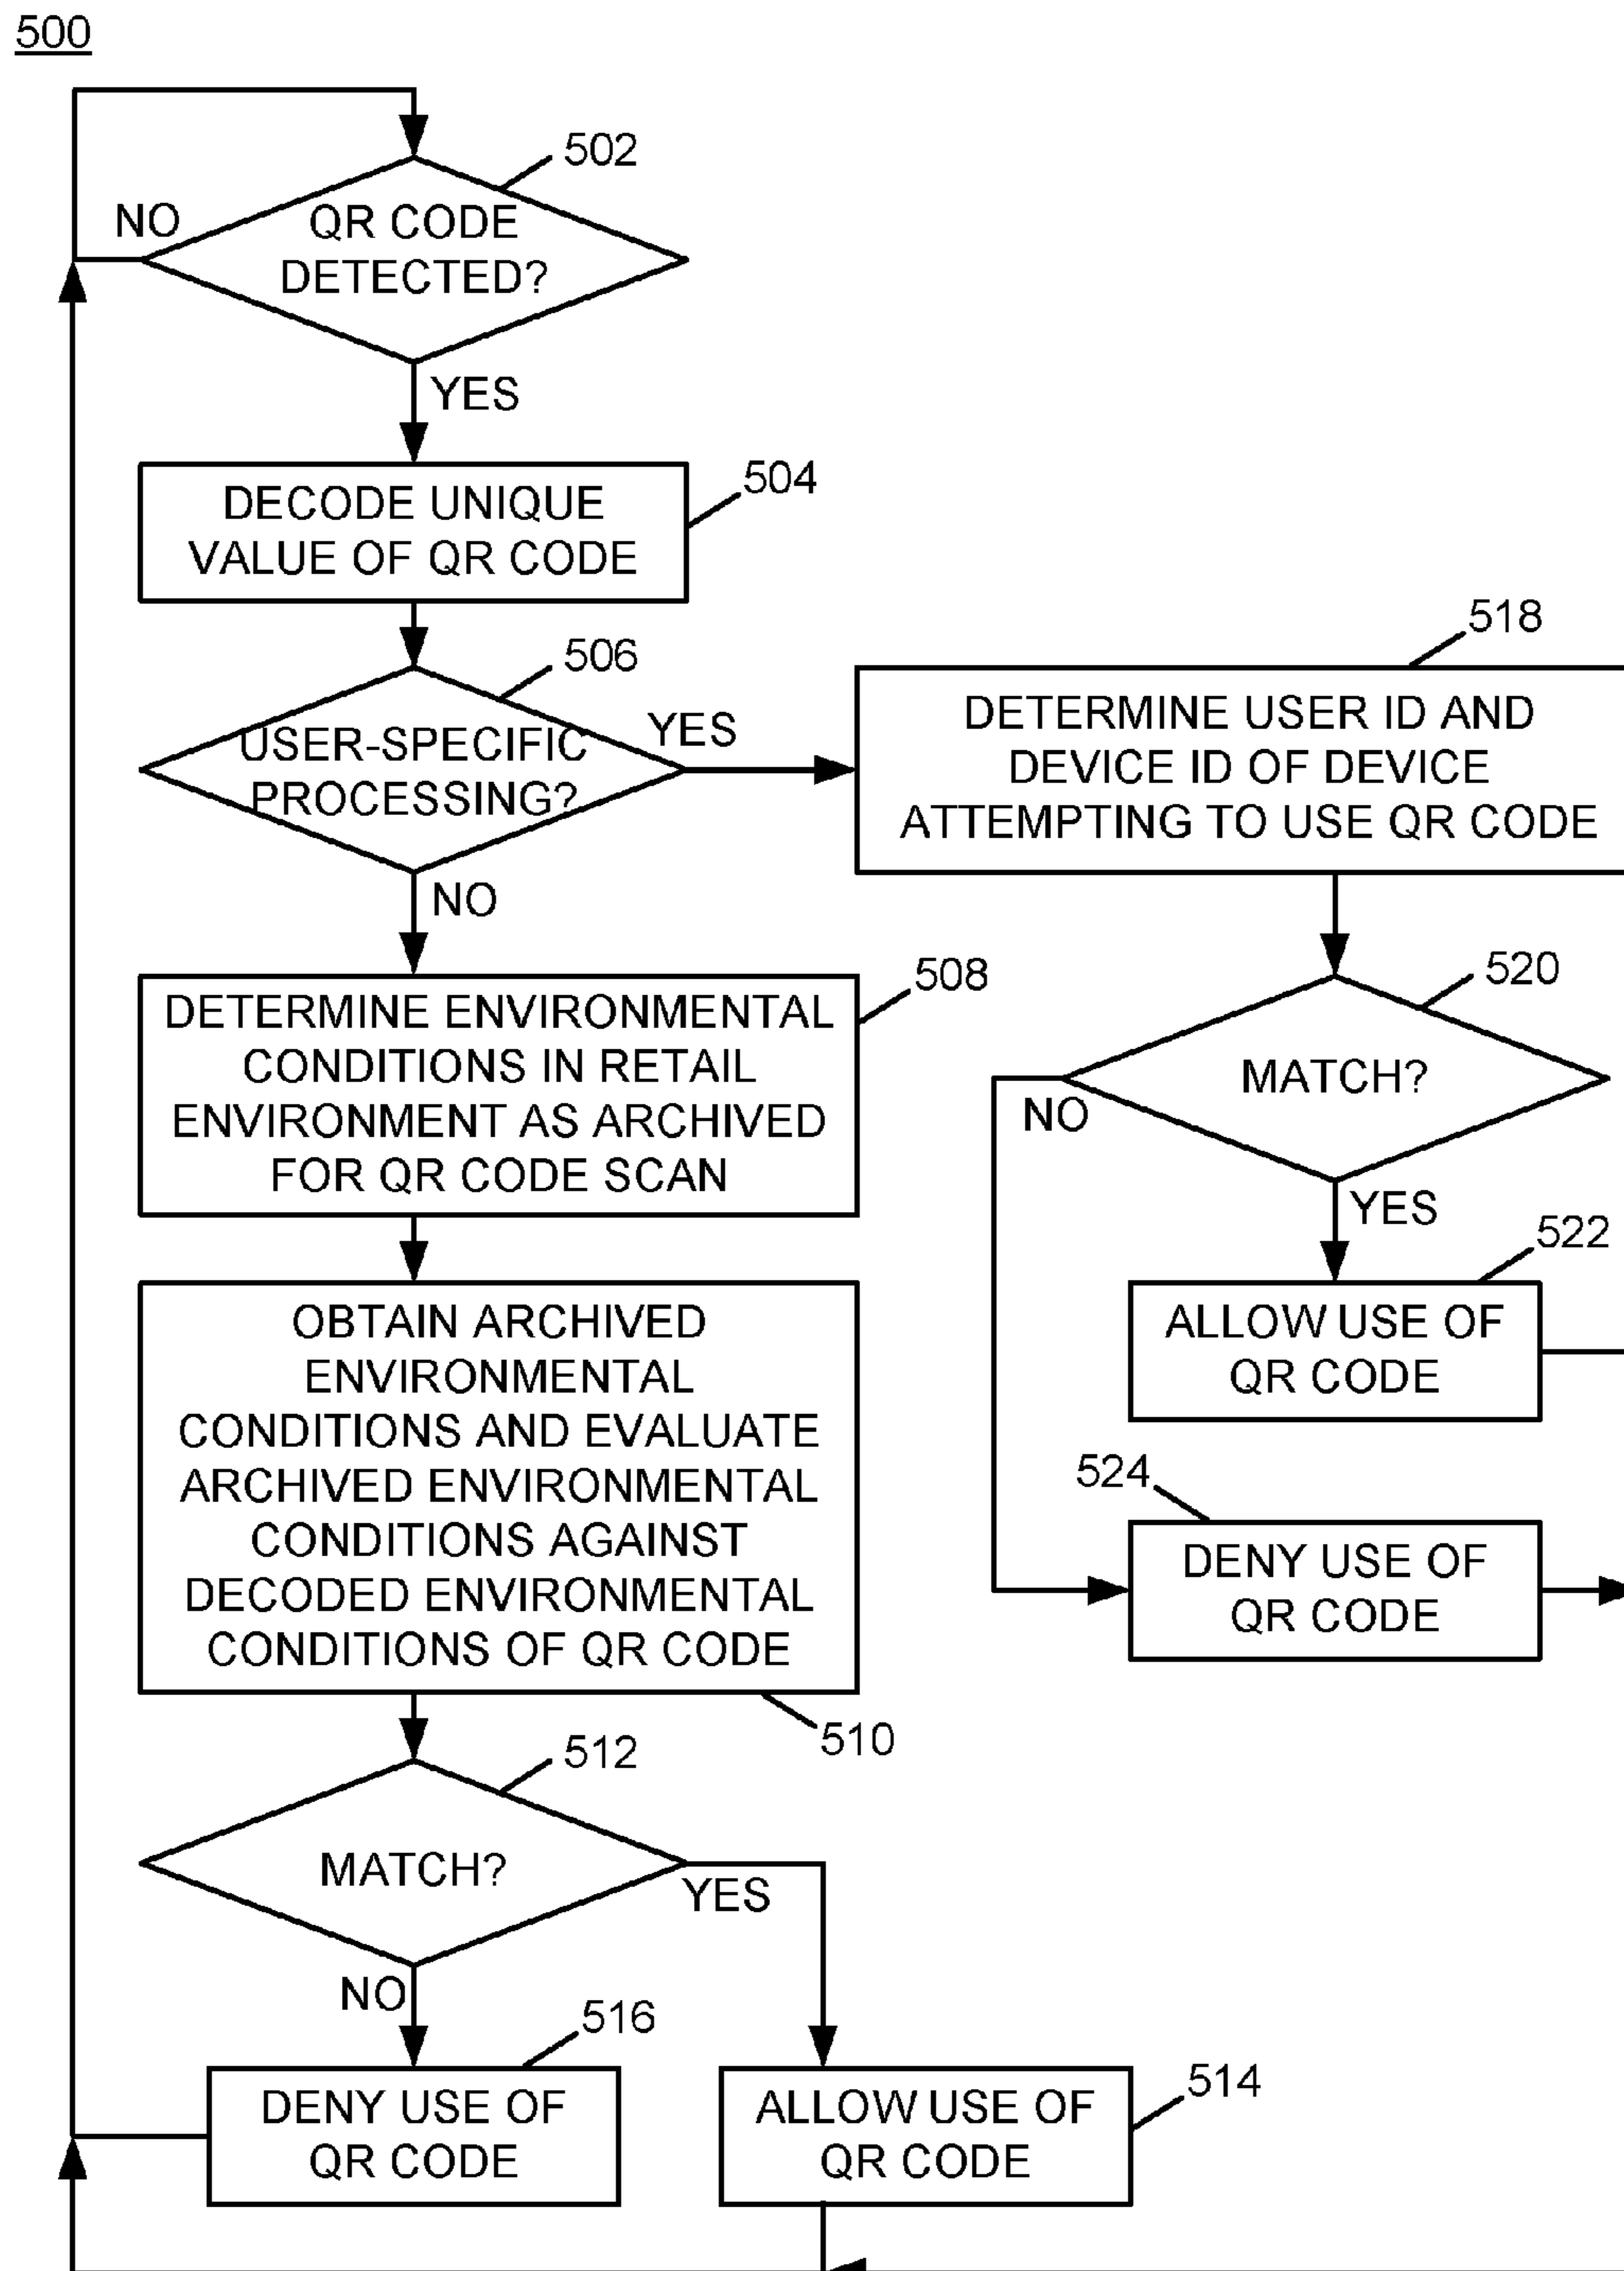 500
502
NO
QR CODE
DETECTED?
YES
504
DECODE UNIQUE
VALUE OF QR CODE
506
USER-SPECIFIC
PROCESSING?
YES
NO
518
DETERMINE USER ID AND
DEVICE ID OF DEVICE
ATTEMPTING TO USE QR CODE
508
DETERMINE ENVIRONMENTAL
CONDITIONS IN RETAIL
ENVIRONMENT AS ARCHIVED
FOR QR CODE SCAN
520
MATCH?
NO
YES
522
ALLOW USE OF
QR CODE
524
DENY USE OF
QR CODE
OBTAIN ARCHIVED
ENVIRONMENTAL
CONDITIONS AND EVALUATE
ARCHIVED ENVIRONMENTAL
CONDITIONS AGAINST
DECODED ENVIRONMENTAL
CONDITIONS OF QR CODE
510
512
MATCH?
YES
NO
516
DENY USE OF
QR CODE
514
ALLOW USE OF
QR CODE